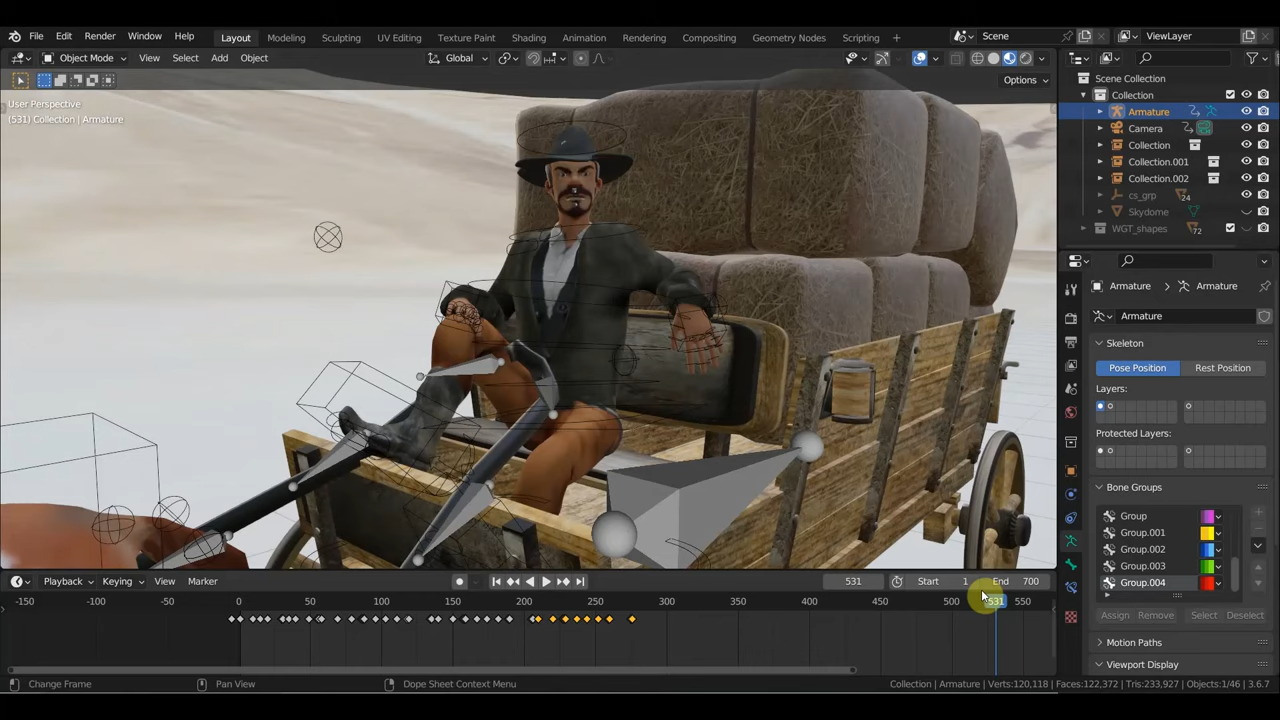 File Edit Render Window Help Layout Modeling Sculpting UV Editing Texture Paint Shading Animation Rendering Compositing Geometry Nodes Scripting + Scene ViewLayer
Object Mode View Select Add Object Global
Options
User Perspective
(531) Collection | Armature
Scene Collection
Collection
Armature
Camera
Collection
Collection.001
Collection.002
cs_grp 24
Skydome
WGT_shapes 72
Armature > Armature
Armature
Skeleton
Pose Position Rest Position
Layers:
Protected Layers:
Bone Groups
Group
Group.001
Group.002
Group.003
Group.004
Assign Remove Select Deselect
Motion Paths
Viewport Display
Playback Keying View Marker 531 Start 1 End 700
-150 -100 -50 0 50 100 150 200 250 300 350 400 450 500 531 550
Change Frame Pan View Dope Sheet Context Menu Collection | Armature | Verts:120,118 | Faces:122,372 | Tris:233,927 | Objects:1/46 | 3.6.7